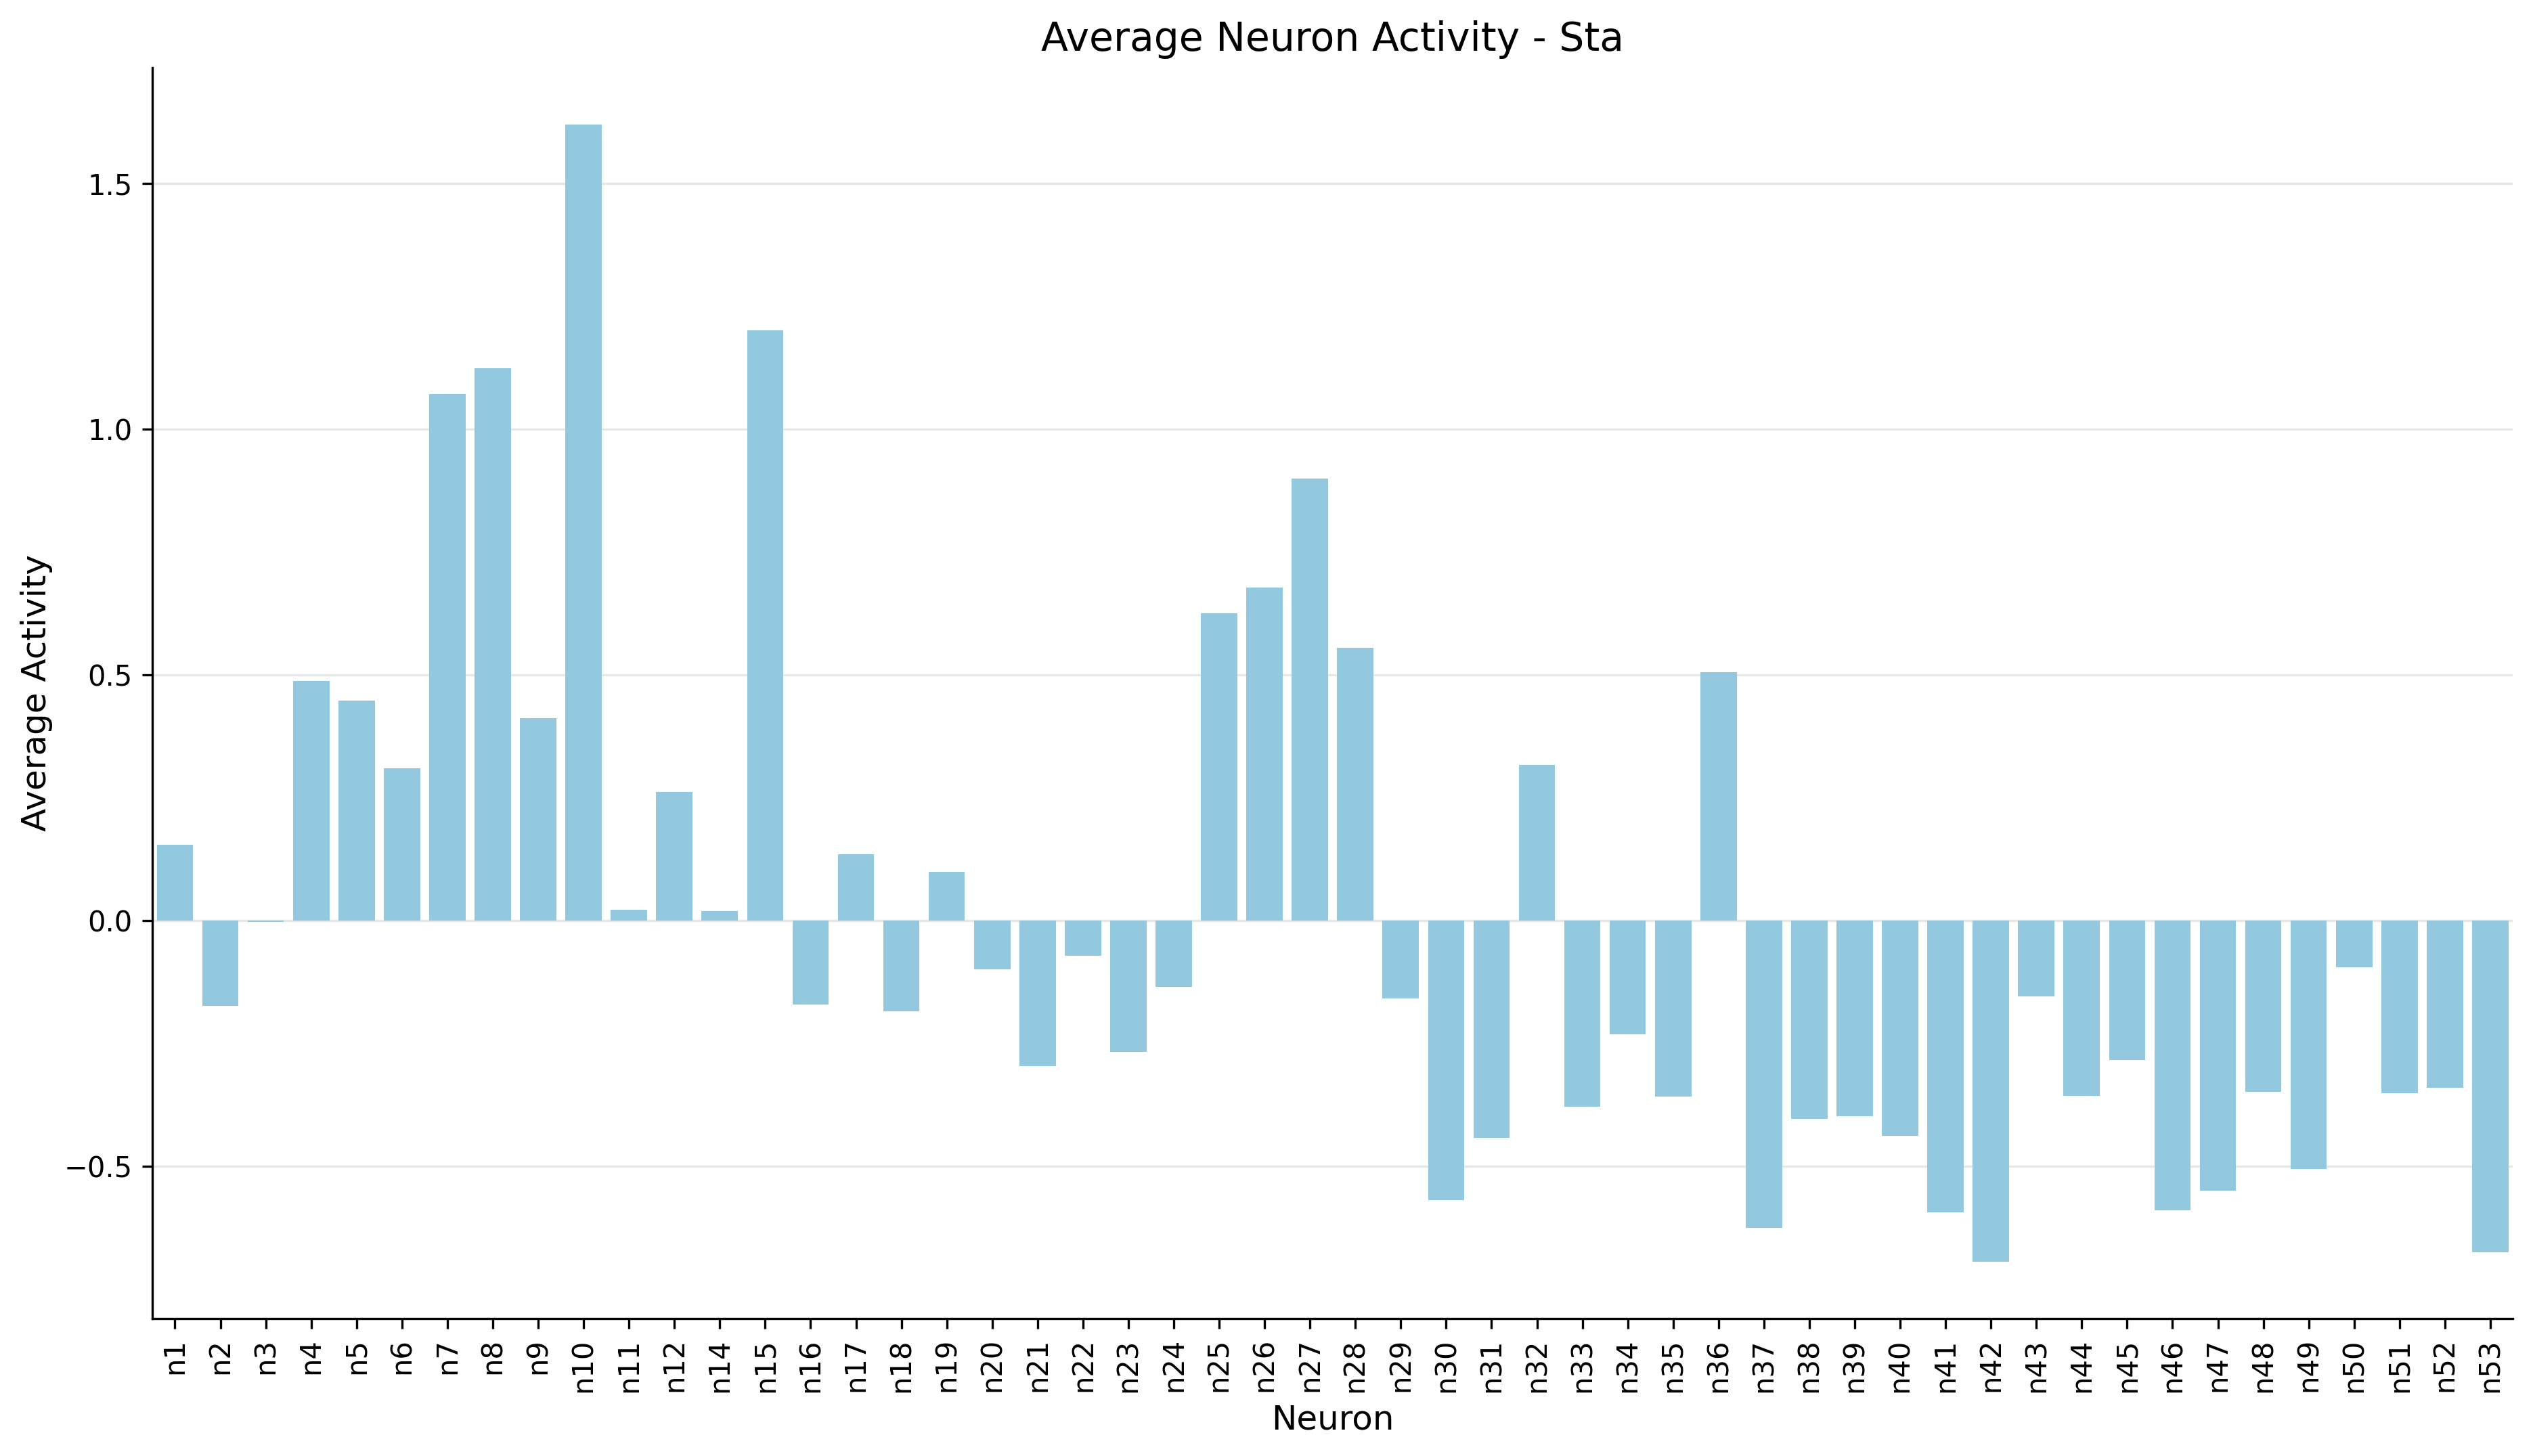 Average Neuron Activity - Sta
Average Activity
1.5
1.0
0.5
0.0
−0.5
n1 n2 n3 n4 n5 n6 n7 n8 n9 n10 n11 n12 n14 n15 n16 n17 n18 n19 n20 n21 n22 n23 n24 n25 n26 n27 n28 n29 n30 n31 n32 n33 n34 n35 n36 n37 n38 n39 n40 n41 n42 n43 n44 n45 n46 n47 n48 n49 n50 n51 n52 n53
Neuron